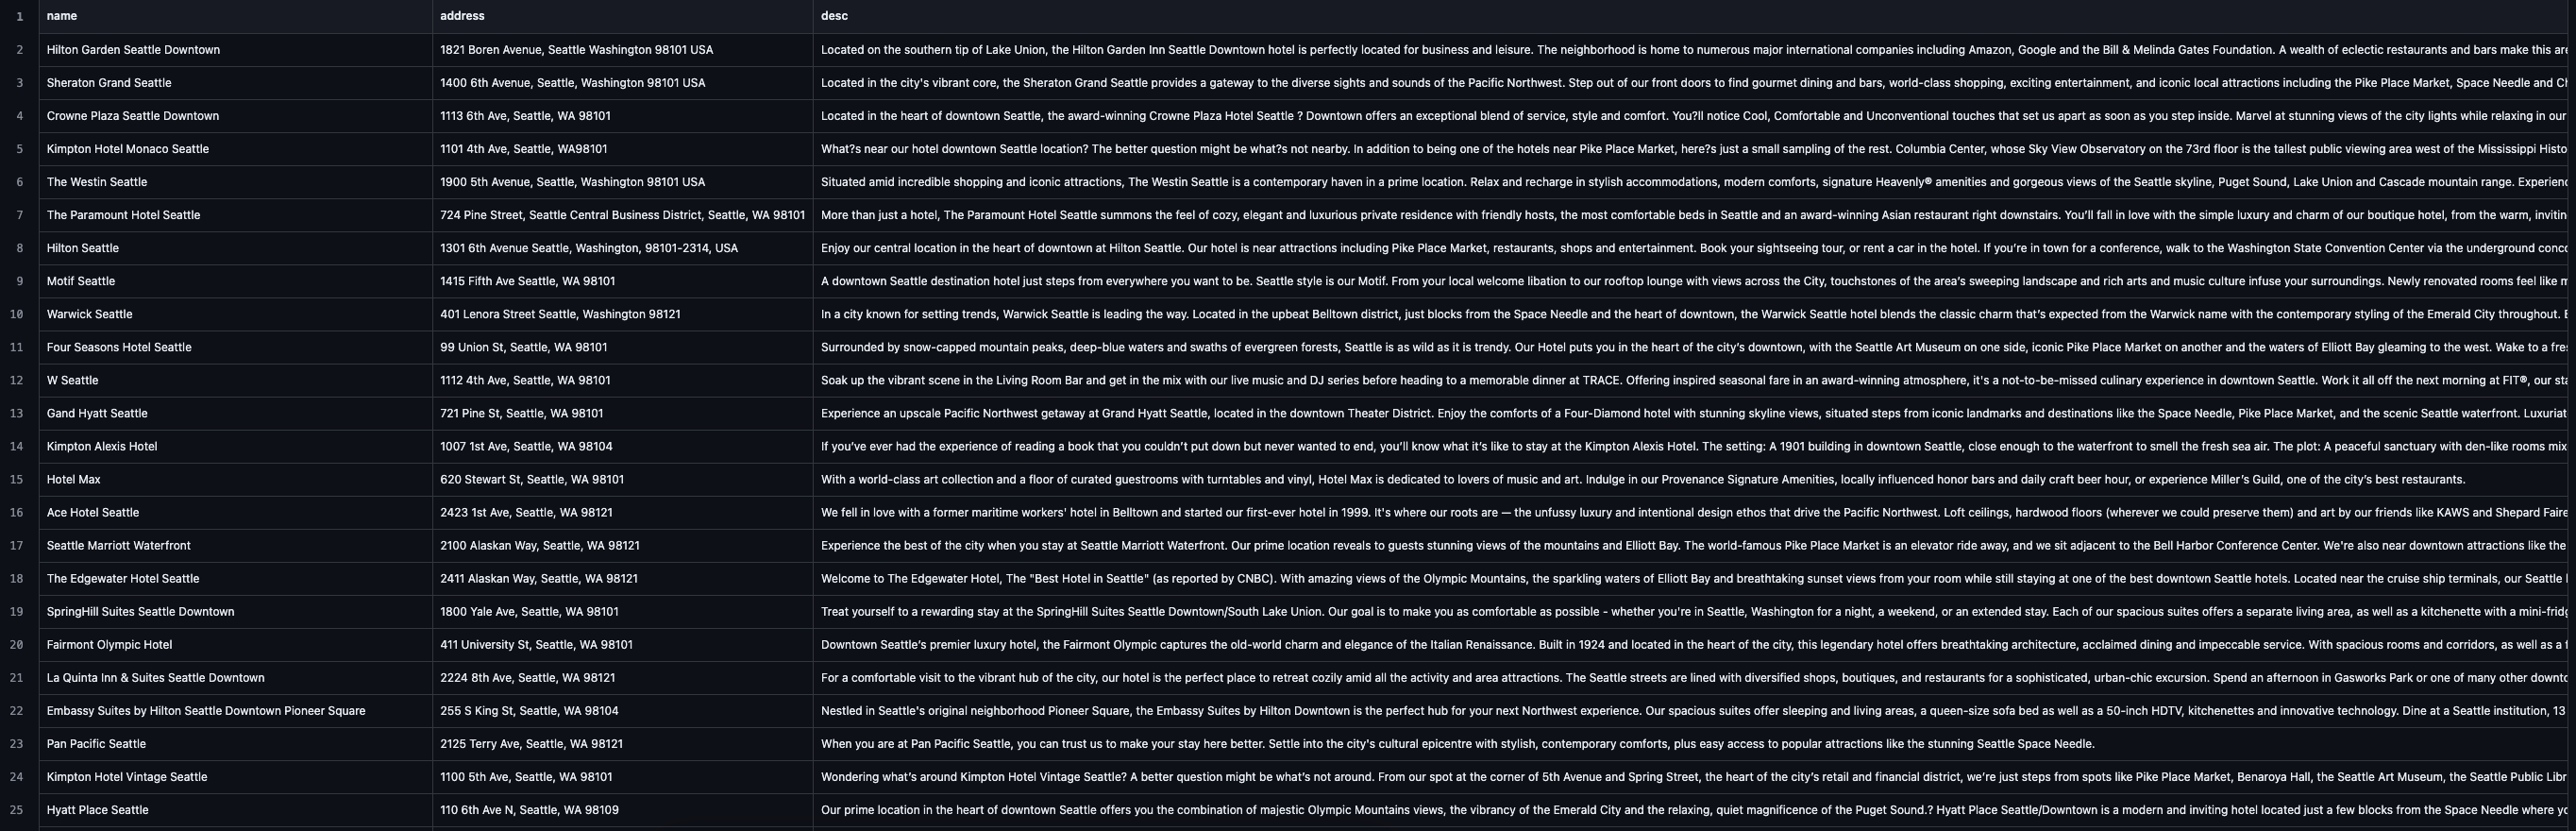 1 name address desc
2 Hilton Garden Seattle Downtown 1821 Boren Avenue, Seattle Washington 98101 USA Located on the southern tip of Lake Union, the Hilton Garden Inn Seattle Downtown hotel is perfectly located for business and leisure. The neighborhood is home to numerous major international companies including Amazon, Google and the Bill & Melinda Gates Foundation. A wealth of eclectic restaurants and bars make this are
3 Sheraton Grand Seattle 1400 6th Avenue, Seattle, Washington 98101 USA Located in the city's vibrant core, the Sheraton Grand Seattle provides a gateway to the diverse sights and sounds of the Pacific Northwest. Step out of our front doors to find gourmet dining and bars, world-class shopping, exciting entertainment, and iconic local attractions including the Pike Place Market, Space Needle and Ch
4 Crowne Plaza Seattle Downtown 1113 6th Ave, Seattle, WA 98101 Located in the heart of downtown Seattle, the award-winning Crowne Plaza Hotel Seattle ? Downtown offers an exceptional blend of service, style and comfort. You?ll notice Cool, Comfortable and Unconventional touches that set us apart as soon as you step inside. Marvel at stunning views of the city lights while relaxing in our
5 Kimpton Hotel Monaco Seattle 1101 4th Ave, Seattle, WA98101 What?s near our hotel downtown Seattle location? The better question might be what?s not nearby. In addition to being one of the hotels near Pike Place Market, here?s just a small sampling of the rest. Columbia Center, whose Sky View Observatory on the 73rd floor is the tallest public viewing area west of the Mississippi Histo
6 The Westin Seattle 1900 5th Avenue, Seattle, Washington 98101 USA Situated amid incredible shopping and iconic attractions, The Westin Seattle is a contemporary haven in a prime location. Relax and recharge in stylish accommodations, modern comforts, signature Heavenly® amenities and gorgeous views of the Seattle skyline, Puget Sound, Lake Union and Cascade mountain range. Experienc
7 The Paramount Hotel Seattle 724 Pine Street, Seattle Central Business District, Seattle, WA 98101 More than just a hotel, The Paramount Hotel Seattle summons the feel of cozy, elegant and luxurious private residence with friendly hosts, the most comfortable beds in Seattle and an award-winning Asian restaurant right downstairs. You'll fall in love with the simple luxury and charm of our boutique hotel, from the warm, invitin
8 Hilton Seattle 1301 6th Avenue Seattle, Washington, 98101-2314, USA Enjoy our central location in the heart of downtown at Hilton Seattle. Our hotel is near attractions including Pike Place Market, restaurants, shops and entertainment. Book your sightseeing tour, or rent a car in the hotel. If you're in town for a conference, walk to the Washington State Convention Center via the underground conc
9 Motif Seattle 1415 Fifth Ave Seattle, WA 98101 A downtown Seattle destination hotel just steps from everywhere you want to be. Seattle style is our Motif. From your local welcome libation to our rooftop lounge with views across the City, touchstones of the area's sweeping landscape and rich arts and music culture infuse your surroundings. Newly renovated rooms feel like m
10 Warwick Seattle 401 Lenora Street Seattle, Washington 98121 In a city known for setting trends, Warwick Seattle is leading the way. Located in the upbeat Belltown district, just blocks from the Space Needle and the heart of downtown, the Warwick Seattle hotel blends the classic charm that's expected from the Warwick name with the contemporary styling of the Emerald City throughout. E
11 Four Seasons Hotel Seattle 99 Union St, Seattle, WA 98101 Surrounded by snow-capped mountain peaks, deep-blue waters and swaths of evergreen forests, Seattle is as wild as it is trendy. Our Hotel puts you in the heart of the city's downtown, with the Seattle Art Museum on one side, iconic Pike Place Market on another and the waters of Elliott Bay gleaming to the west. Wake to a fres
12 W Seattle 1112 4th Ave, Seattle, WA 98101 Soak up the vibrant scene in the Living Room Bar and get in the mix with our live music and DJ series before heading to a memorable dinner at TRACE. Offering inspired seasonal fare in an award-winning atmosphere, it's a not-to-be-missed culinary experience in downtown Seattle. Work it all off the next morning at FIT®, our sta
13 Gand Hyatt Seattle 721 Pine St, Seattle, WA 98101 Experience an upscale Pacific Northwest getaway at Grand Hyatt Seattle, located in the downtown Theater District. Enjoy the comforts of a Four-Diamond hotel with stunning skyline views, situated steps from iconic landmarks and destinations like the Space Needle, Pike Place Market, and the scenic Seattle waterfront. Luxuriat
14 Kimpton Alexis Hotel 1007 1st Ave, Seattle, WA 98104 If you've ever had the experience of reading a book that you couldn't put down but never wanted to end, you'll know what it's like to stay at the Kimpton Alexis Hotel. The setting: A 1901 building in downtown Seattle, close enough to the waterfront to smell the fresh sea air. The plot: A peaceful sanctuary with den-like rooms mix
15 Hotel Max 620 Stewart St, Seattle, WA 98101 With a world-class art collection and a floor of curated guestrooms with turntables and vinyl, Hotel Max is dedicated to lovers of music and art. Indulge in our Provenance Signature Amenities, locally influenced honor bars and daily craft beer hour, or experience Miller's Guild, one of the city's best restaurants.
16 Ace Hotel Seattle 2423 1st Ave, Seattle, WA 98121 We fell in love with a former maritime workers' hotel in Belltown and started our first-ever hotel in 1999. It's where our roots are — the unfussy luxury and intentional design ethos that drive the Pacific Northwest. Loft ceilings, hardwood floors (wherever we could preserve them) and art by our friends like KAWS and Shepard Faire
17 Seattle Marriott Waterfront 2100 Alaskan Way, Seattle, WA 98121 Experience the best of the city when you stay at Seattle Marriott Waterfront. Our prime location reveals to guests stunning views of the mountains and Elliott Bay. The world-famous Pike Place Market is an elevator ride away, and we sit adjacent to the Bell Harbor Conference Center. We're also near downtown attractions like the
18 The Edgewater Hotel Seattle 2411 Alaskan Way, Seattle, WA 98121 Welcome to The Edgewater Hotel, The "Best Hotel in Seattle" (as reported by CNBC). With amazing views of the Olympic Mountains, the sparkling waters of Elliott Bay and breathtaking sunset views from your room while still staying at one of the best downtown Seattle hotels. Located near the cruise ship terminals, our Seattle
19 SpringHill Suites Seattle Downtown 1800 Yale Ave, Seattle, WA 98101 Treat yourself to a rewarding stay at the SpringHill Suites Seattle Downtown/South Lake Union. Our goal is to make you as comfortable as possible - whether you're in Seattle, Washington for a night, a weekend, or an extended stay. Each of our spacious suites offers a separate living area, as well as a kitchenette with a mini-fridg
20 Fairmont Olympic Hotel 411 University St, Seattle, WA 98101 Downtown Seattle's premier luxury hotel, the Fairmont Olympic captures the old-world charm and elegance of the Italian Renaissance. Built in 1924 and located in the heart of the city, this legendary hotel offers breathtaking architecture, acclaimed dining and impeccable service. With spacious rooms and corridors, as well as a f
21 La Quinta Inn & Suites Seattle Downtown 2224 8th Ave, Seattle, WA 98121 For a comfortable visit to the vibrant hub of the city, our hotel is the perfect place to retreat cozily amid all the activity and area attractions. The Seattle streets are lined with diversified shops, boutiques, and restaurants for a sophisticated, urban-chic excursion. Spend an afternoon in Gasworks Park or one of many other downto
22 Embassy Suites by Hilton Seattle Downtown Pioneer Square 255 S King St, Seattle, WA 98104 Nestled in Seattle's original neighborhood Pioneer Square, the Embassy Suites by Hilton Downtown is the perfect hub for your next Northwest experience. Our spacious suites offer sleeping and living areas, a queen-size sofa bed as well as a 50-inch HDTV, kitchenettes and innovative technology. Dine at a Seattle institution, 13
23 Pan Pacific Seattle 2125 Terry Ave, Seattle, WA 98121 When you are at Pan Pacific Seattle, you can trust us to make your stay here better. Settle into the city's cultural epicentre with stylish, contemporary comforts, plus easy access to popular attractions like the stunning Seattle Space Needle.
24 Kimpton Hotel Vintage Seattle 1100 5th Ave, Seattle, WA 98101 Wondering what's around Kimpton Hotel Vintage Seattle? A better question might be what's not around. From our spot at the corner of 5th Avenue and Spring Street, the heart of the city's retail and financial district, we're just steps from spots like Pike Place Market, Benaroya Hall, the Seattle Art Museum, the Seattle Public Libr
25 Hyatt Place Seattle 110 6th Ave N, Seattle, WA 98109 Our prime location in the heart of downtown Seattle offers you the combination of majestic Olympic Mountains views, the vibrancy of the Emerald City and the relaxing, quiet magnificence of the Puget Sound.? Hyatt Place Seattle/Downtown is a modern and inviting hotel located just a few blocks from the Space Needle where yo